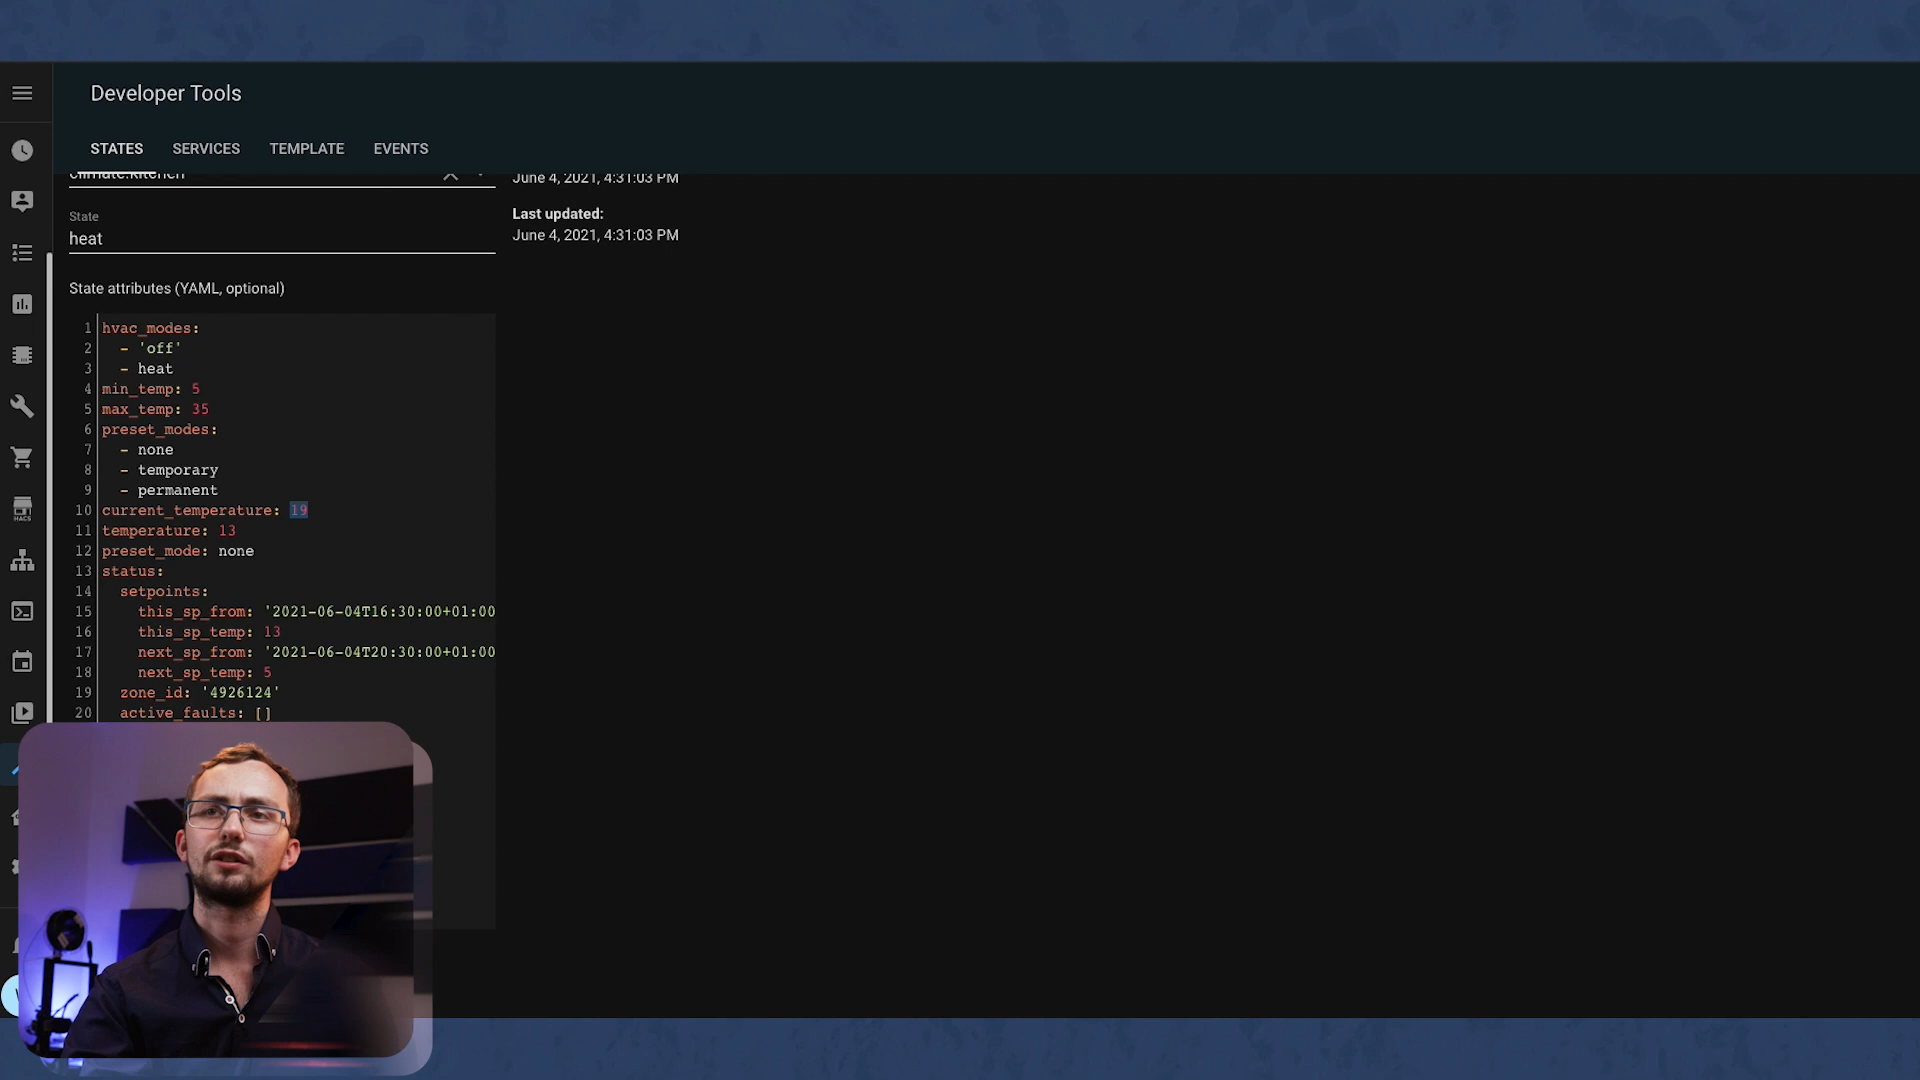 Developer Tools
STATES SERVICES TEMPLATE EVENTS
climate.kitchen
June 4, 2021, 4:31:03 PM
State
Last updated:
heat
June 4, 2021, 4:31:03 PM
State attributes (YAML, optional)
1 hvac_modes:
2 - 'off'
3 - heat
4 min_temp: 5
5 max_temp: 35
6 preset_modes:
7 - none
8 - temporary
9 - permanent
10 current_temperature: 19
11 temperature: 13
12 preset_mode: none
13 status:
14 setpoints:
15 this_sp_from: '2021-06-04T16:30:00+01:00
16 this_sp_temp: 13
17 next_sp_from: '2021-06-04T20:30:00+01:00
18 next_sp_temp: 5
19 zone_id: '4926124'
20 active_faults: []
HACS